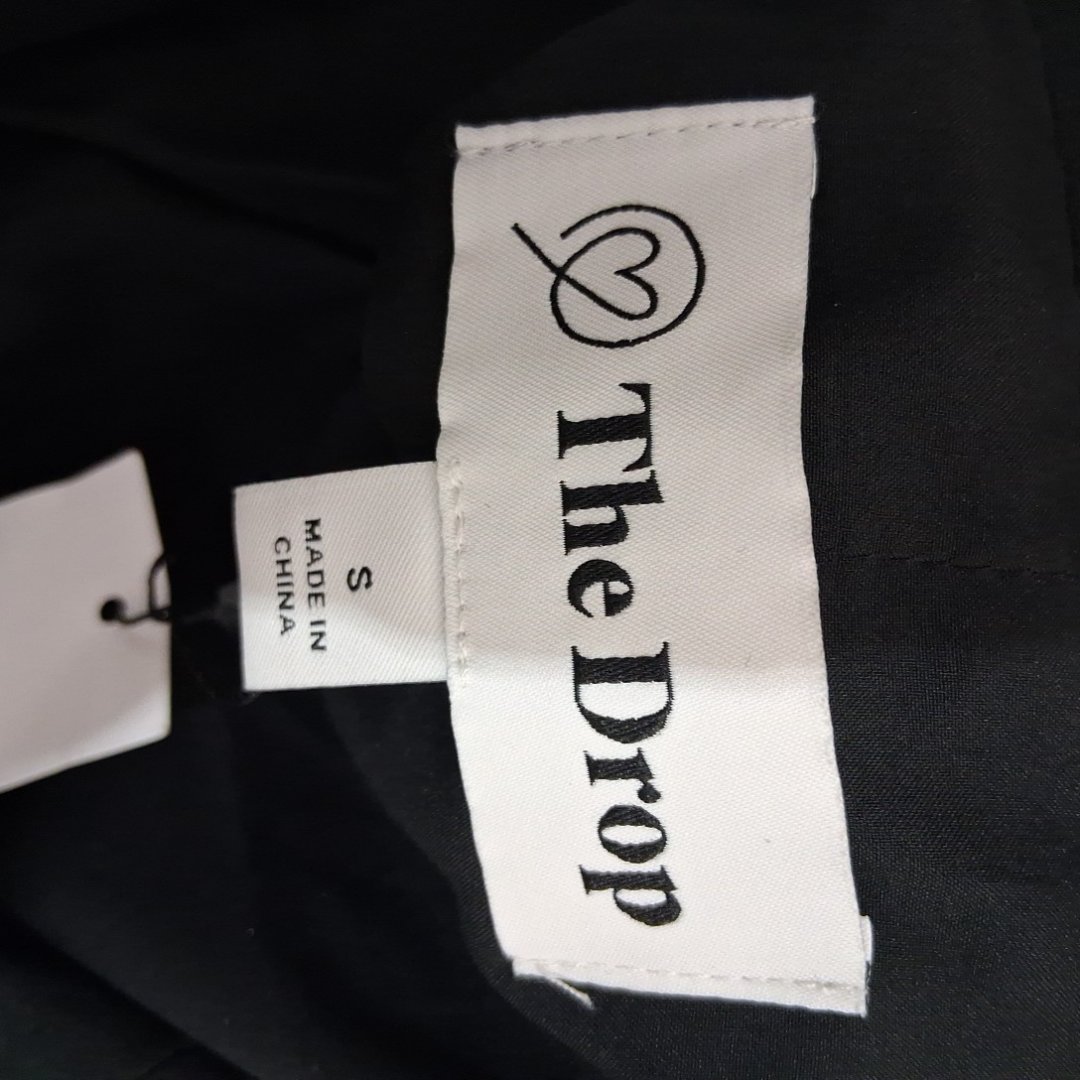 The Drop
S
MADE IN
CHINA